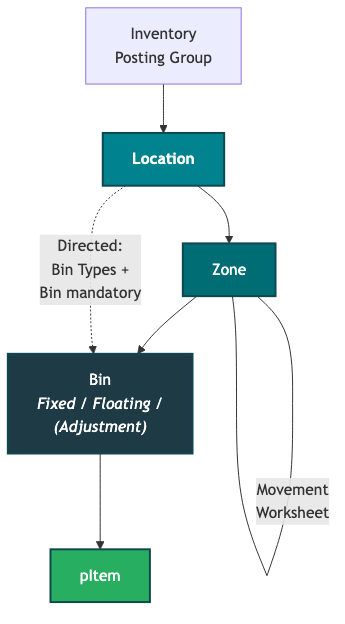 Inventory
Posting Group
Location
Directed:
Bin Types +
Bin mandatory
Zone
Bin
Fixed / Floating /
(Adjustment)
Movement
Worksheet
pItem